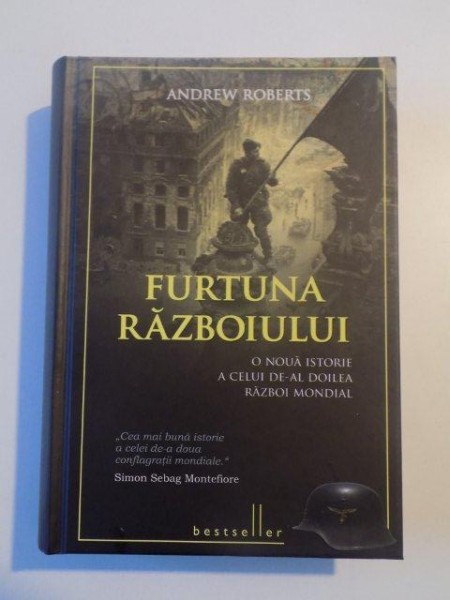 ANDREW ROBERTS
FURTUNA
RĂZBOIULUI
O NOUĂ ISTORIE
A CELUI DE-AL DOILEA
RĂZBOI MONDIAL
„Cea mai bună istorie
a celei de-a doua
conflagrații mondiale.“
Simon Sebag Montefiore
bestseller